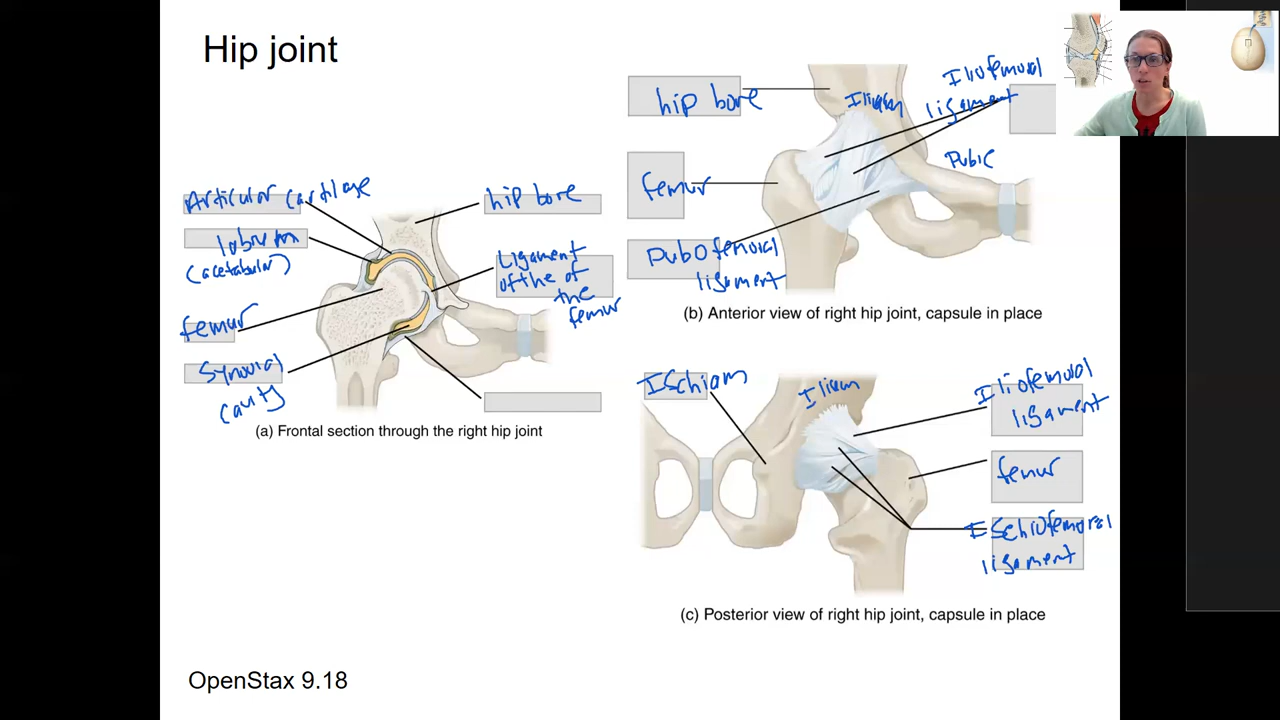 Hip joint
Articular cartilage
labrum
(acetabular)
femur
Synovial
cavity
hip bone
Ligament
of the of
the
femur
(a) Frontal section through the right hip joint
hip bone
femur
Pubofemoral
ligament
Ilium
Iliofemoral
ligament
Pubic
(b) Anterior view of right hip joint, capsule in place
Ischium
Ilium
Iliofemoral
ligament
femur
Ischiofemoral
ligament
(c) Posterior view of right hip joint, capsule in place
OpenStax 9.18